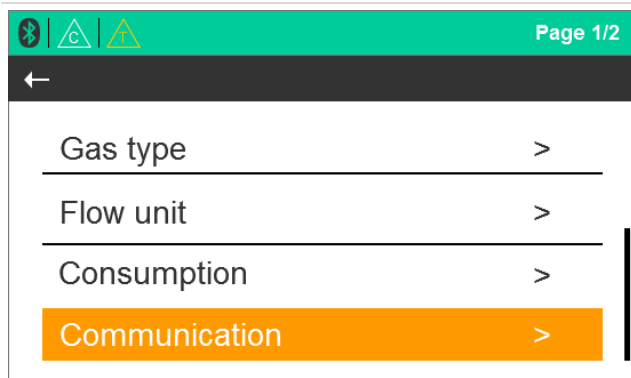 C T Page 1/2
←
Gas type >
Flow unit >
Consumption >
Communication >